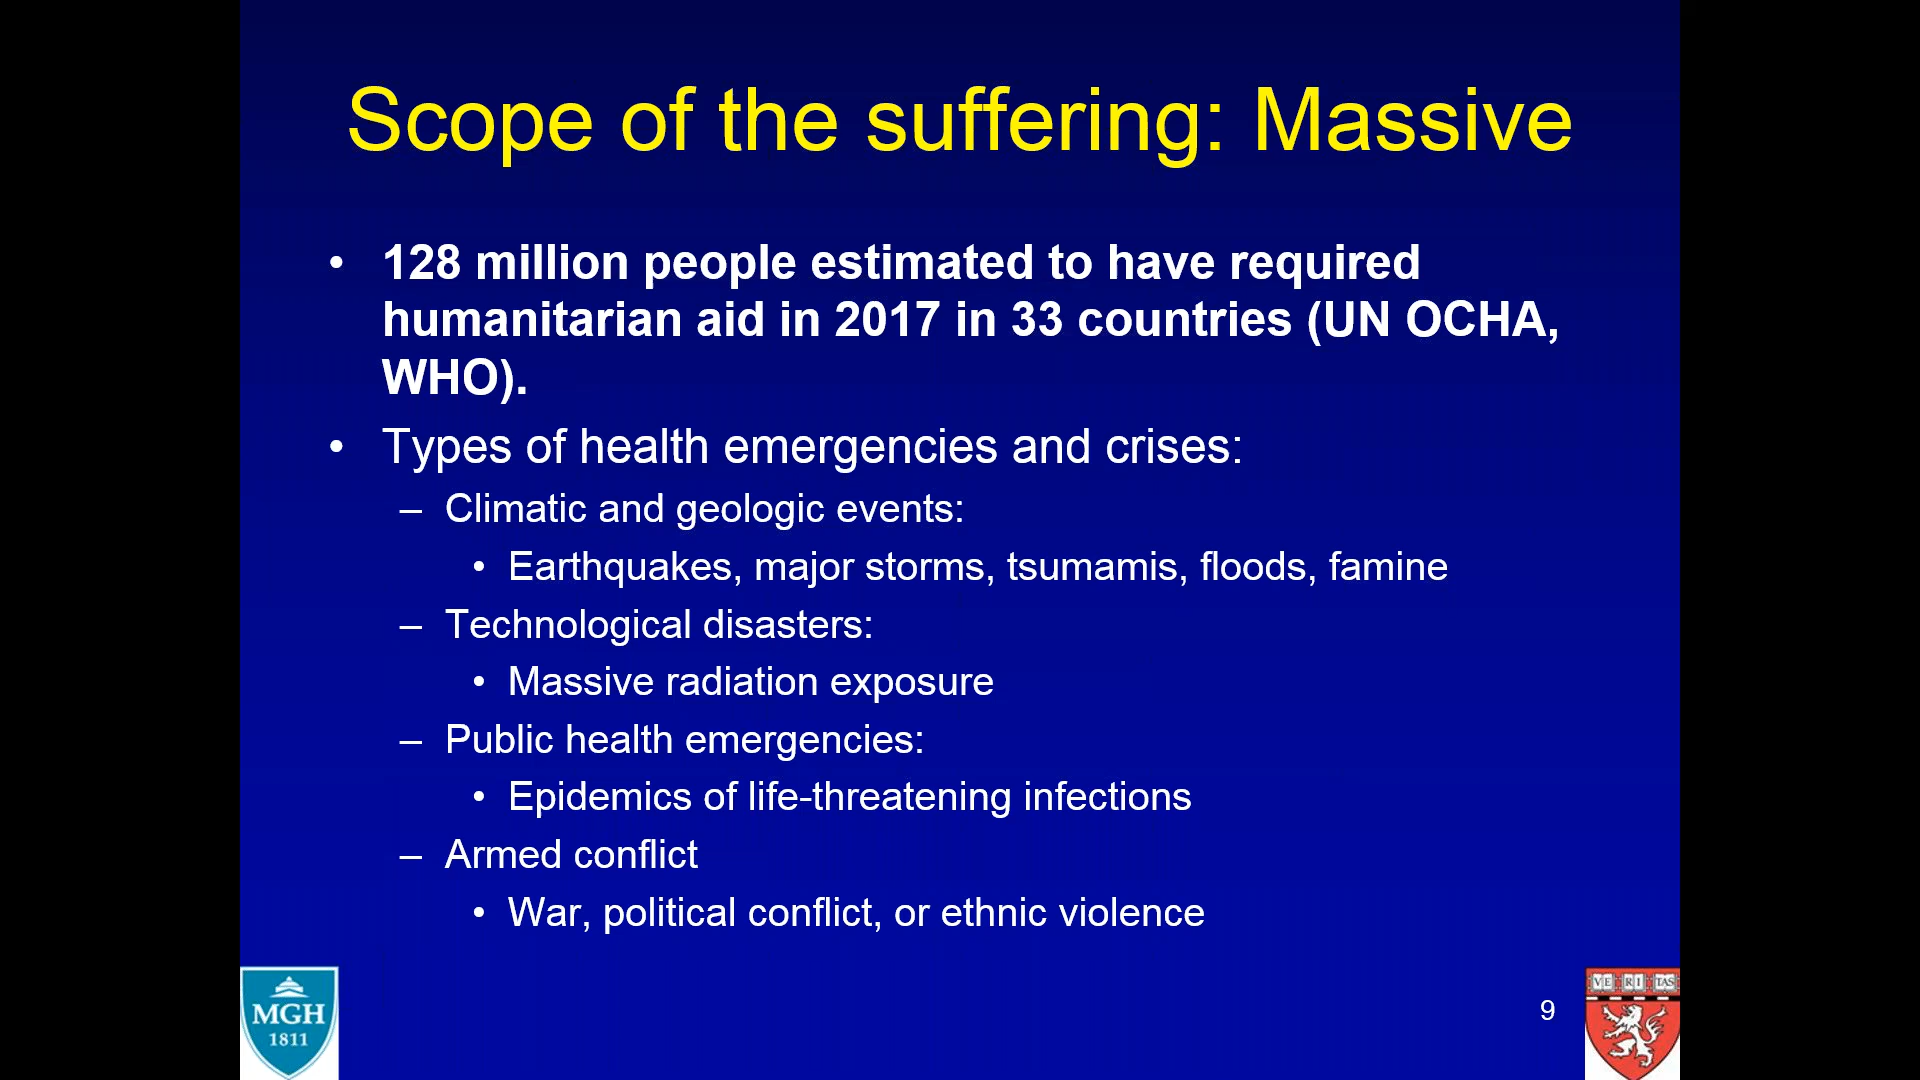 Scope of the suffering: Massive
• 128 million people estimated to have required
humanitarian aid in 2017 in 33 countries (UN OCHA,
WHO).
• Types of health emergencies and crises:
– Climatic and geologic events:
• Earthquakes, major storms, tsumamis, floods, famine
– Technological disasters:
• Massive radiation exposure
– Public health emergencies:
• Epidemics of life-threatening infections
– Armed conflict
• War, political conflict, or ethnic violence
MGH
1811
9
VE RI TAS